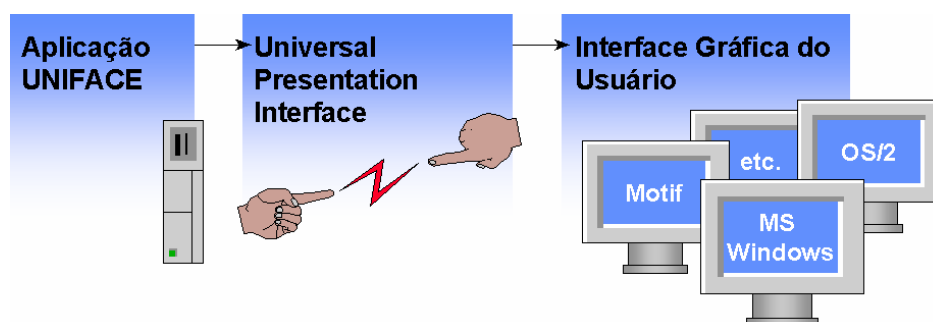 Aplicação
UNIFACE
Universal
Presentation
Interface
Interface Gráfica do
Usuário
Motif
etc.
OS/2
MS
Windows